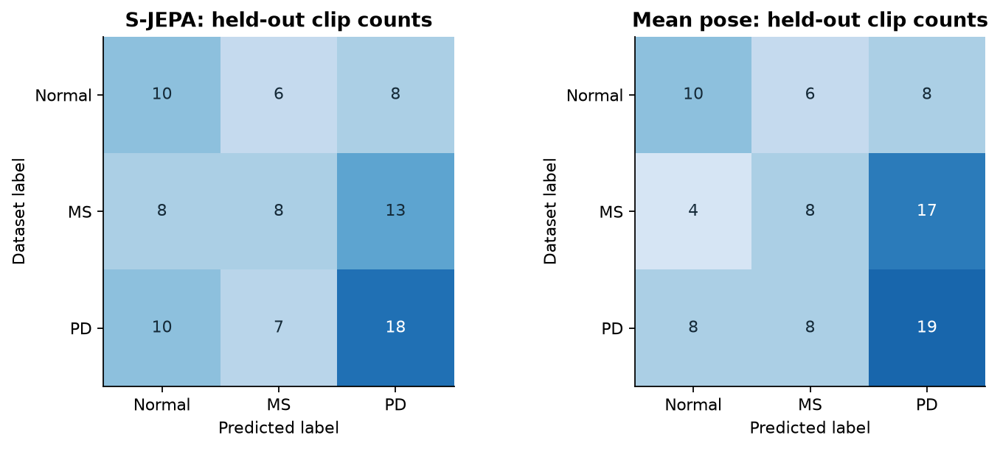 S-JEPA: held-out clip counts
Dataset label
Normal 10 6 8
MS 8 8 13
PD 10 7 18
Normal MS PD
Predicted label
Mean pose: held-out clip counts
Dataset label
Normal 10 6 8
MS 4 8 17
PD 8 8 19
Normal MS PD
Predicted label